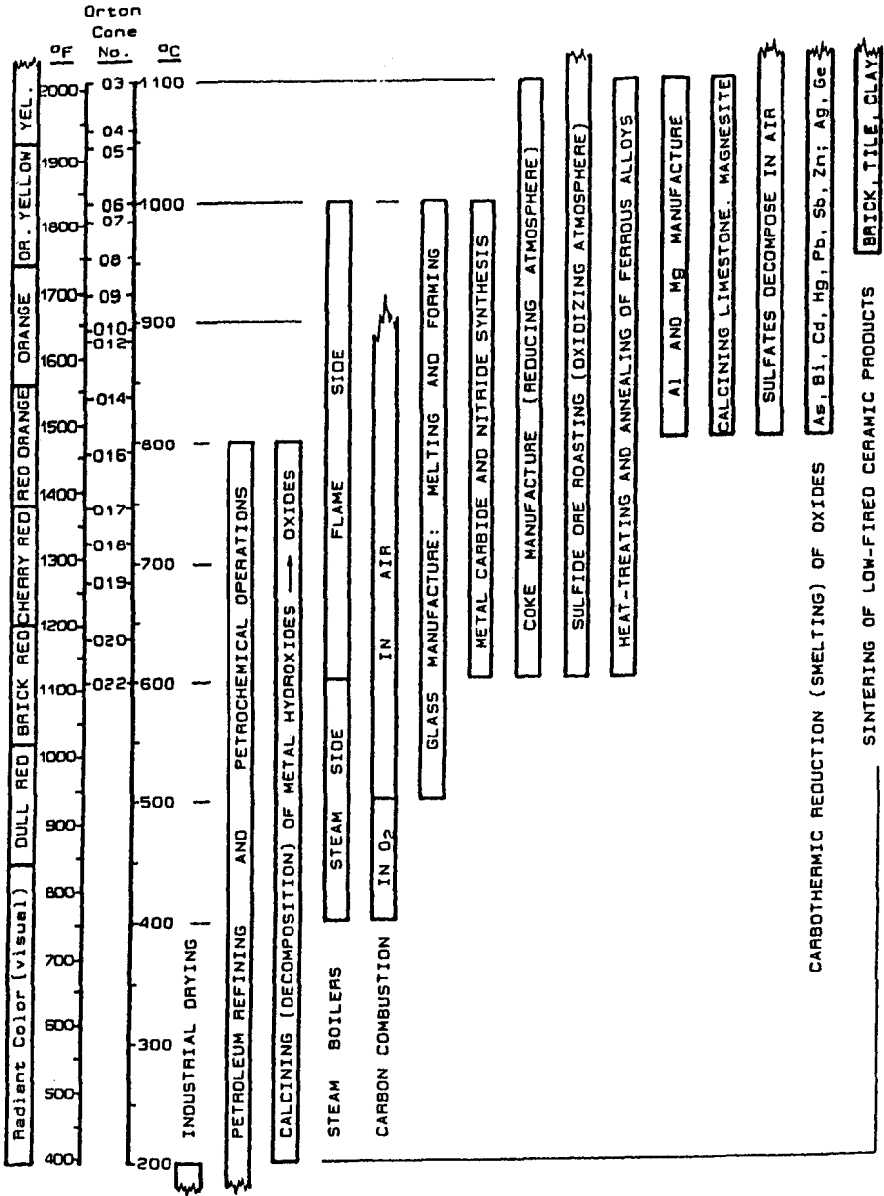 Orton
Cone
°F No. °C
YEL.
OR. YELLOW
ORANGE
RED ORANGE
CHERRY RED
BRICK RED
DULL RED
Radiant Color (visual)
2000
1900
1800
1700
1600
1500
1400
1300
1200
1100
1000
900
800
700
600
500
400
03
04
05
06
07
08
09
010
012
014
016
017
018
019
020
022
1100
1000
900
800
700
600
500
400
300
200
INDUSTRIAL DRYING
PETROLEUM REFINING AND PETROCHEMICAL OPERATIONS
CALCINING (DECOMPOSITION) OF METAL HYDROXIDES → OXIDES
STEAM BOILERS
STEAM SIDE
FLAME SIDE
CARBON COMBUSTION
IN O2
IN AIR
GLASS MANUFACTURE: MELTING AND FORMING
METAL CARBIDE AND NITRIDE SYNTHESIS
COKE MANUFACTURE (REDUCING ATMOSPHERE)
SULFIDE ORE ROASTING (OXIDIZING ATMOSPHERE)
HEAT-TREATING AND ANNEALING OF FERROUS ALLOYS
Al AND Mg MANUFACTURE
CALCINING LIMESTONE. MAGNESITE
SULFATES DECOMPOSE IN AIR
CARBOTHERMIC REDUCTION (SMELTING) OF OXIDES
As, Bi, Cd, Hg, Pb, Sb, Zn; Ag, Ge
SINTERING OF LOW-FIRED CERAMIC PRODUCTS
BRICK, TILE, CLAY